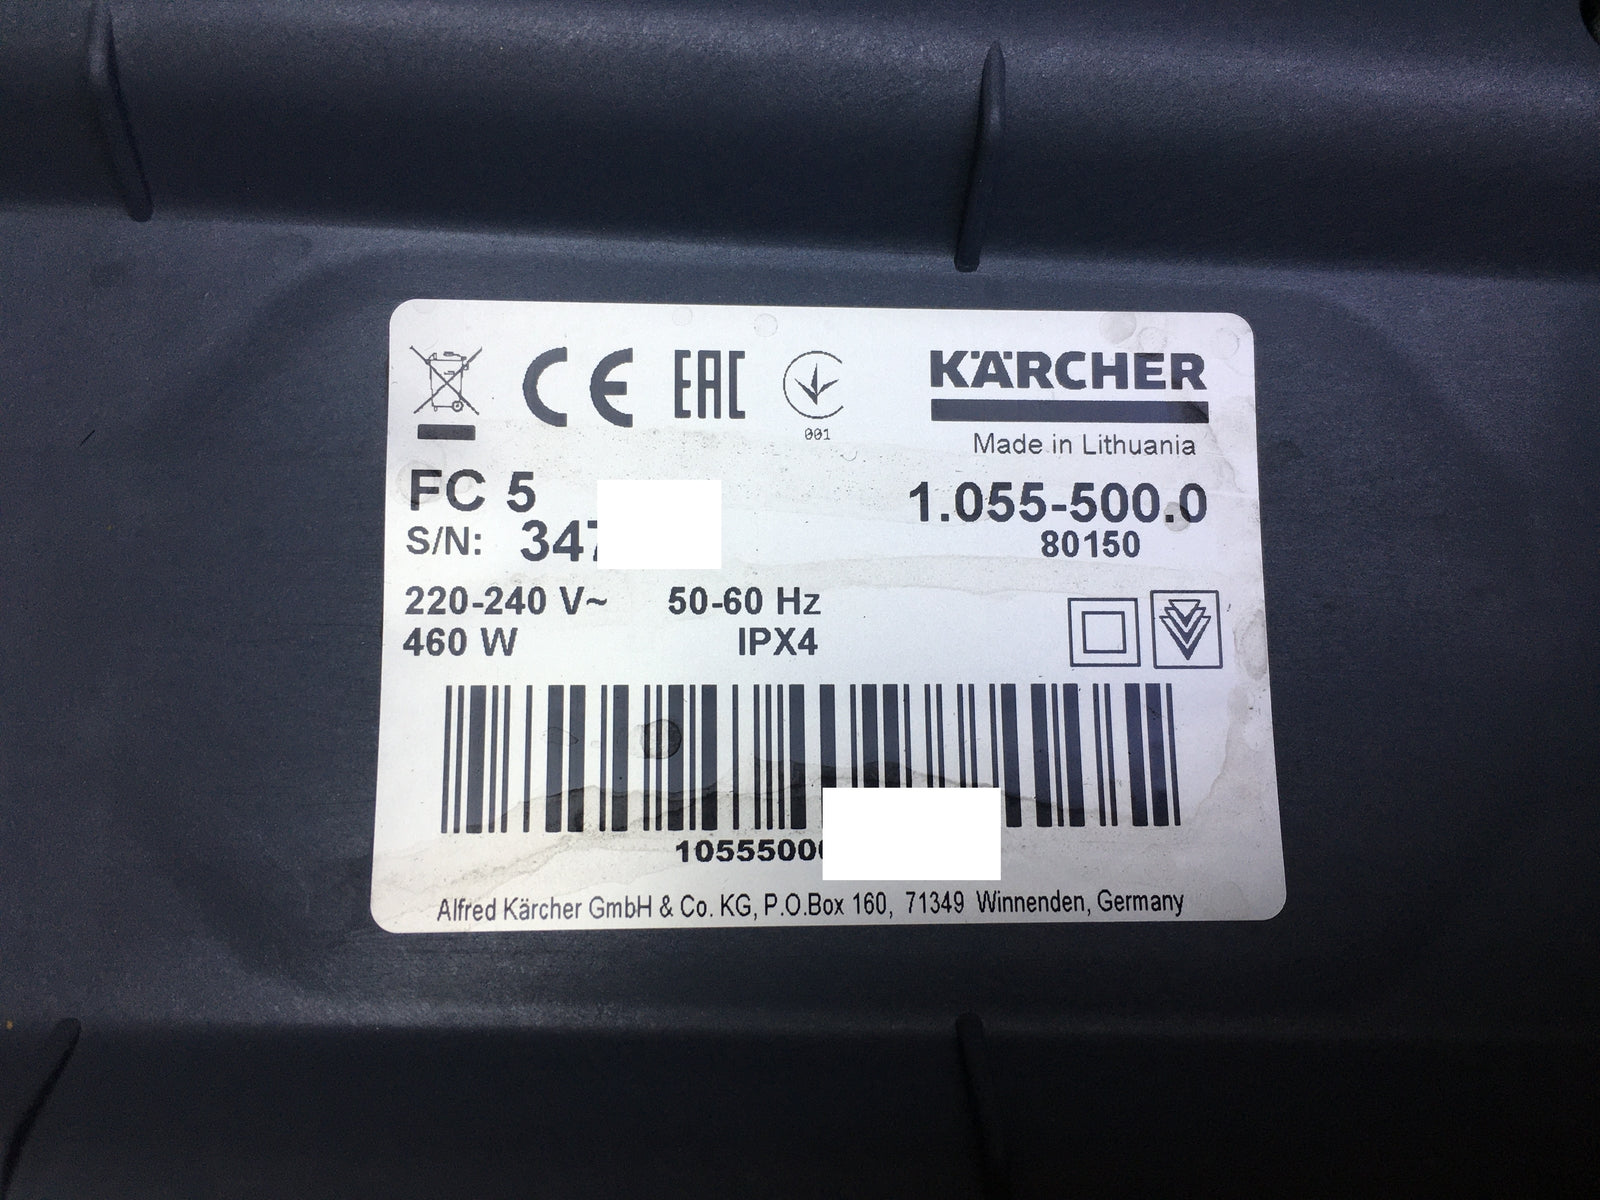 CE EAC 001 KÄRCHER
Made in Lithuania
FC 5 1.055-500.0
S/N: 347 80150
220-240 V~ 50-60 Hz
460 W IPX4
1055500
Alfred Kärcher GmbH & Co. KG, P.O.Box 160, 71349 Winnenden, Germany